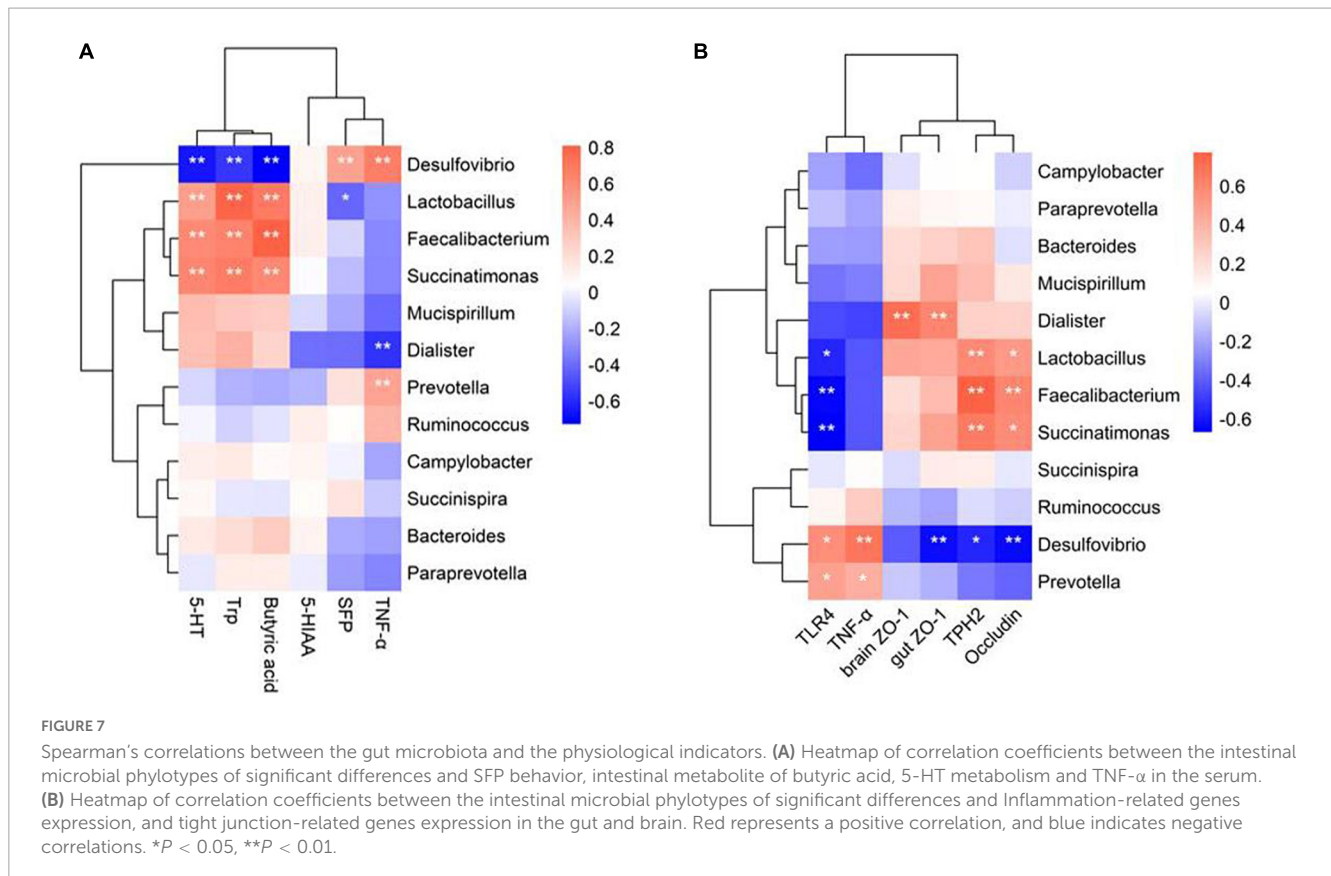 A
B
** ** ** ** **
** ** ** *
** ** **
** ** **
**
**
0.8
0.6
0.4
0.2
0
-0.2
-0.4
-0.6
Desulfovibrio
Lactobacillus
Faecalibacterium
Succinatimonas
Mucispirillum
Dialister
Prevotella
Ruminococcus
Campylobacter
Succinispira
Bacteroides
Paraprevotella
5-HT
Trp
Butyric acid
5-HIAA
SFP
TNF-α
** **
* ** *
** ** **
** ** *
* ** ** * **
* *
Campylobacter
Paraprevotella
Bacteroides
Mucispirillum
Dialister
Lactobacillus
Faecalibacterium
Succinatimonas
Succinispira
Ruminococcus
Desulfovibrio
Prevotella
0.6
0.4
0.2
0
-0.2
-0.4
-0.6
TLR4
TNF-α
brain ZO-1
gut ZO-1
TPH2
Occludin
FIGURE 7
Spearman's correlations between the gut microbiota and the physiological indicators. (A) Heatmap of correlation coefficients between the intestinal
microbial phylotypes of significant differences and SFP behavior, intestinal metabolite of butyric acid, 5-HT metabolism and TNF-α in the serum.
(B) Heatmap of correlation coefficients between the intestinal microbial phylotypes of significant differences and Inflammation-related genes
expression, and tight junction-related genes expression in the gut and brain. Red represents a positive correlation, and blue indicates negative
correlations. *P < 0.05, **P < 0.01.